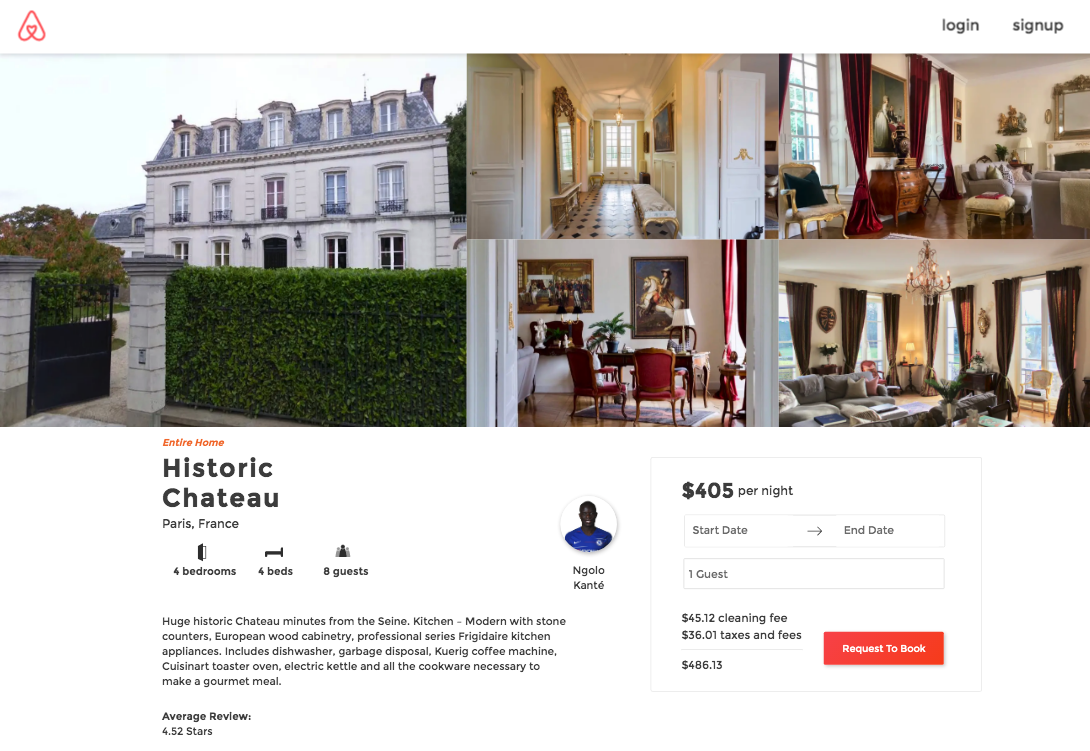 login signup
Entire Home
Historic
Chateau
Paris, France
4 bedrooms 4 beds 8 guests
Ngolo
Kanté
Huge historic Chateau minutes from the Seine. Kitchen – Modern with stone
counters, European wood cabinetry, professional series Frigidaire kitchen
appliances. Includes dishwasher, garbage disposal, Kuerig coffee machine,
Cuisinart toaster oven, electric kettle and all the cookware necessary to
make a gourmet meal.
Average Review:
4.52 Stars
$405 per night
Start Date → End Date
1 Guest
$45.12 cleaning fee
$36.01 taxes and fees
$486.13
Request To Book